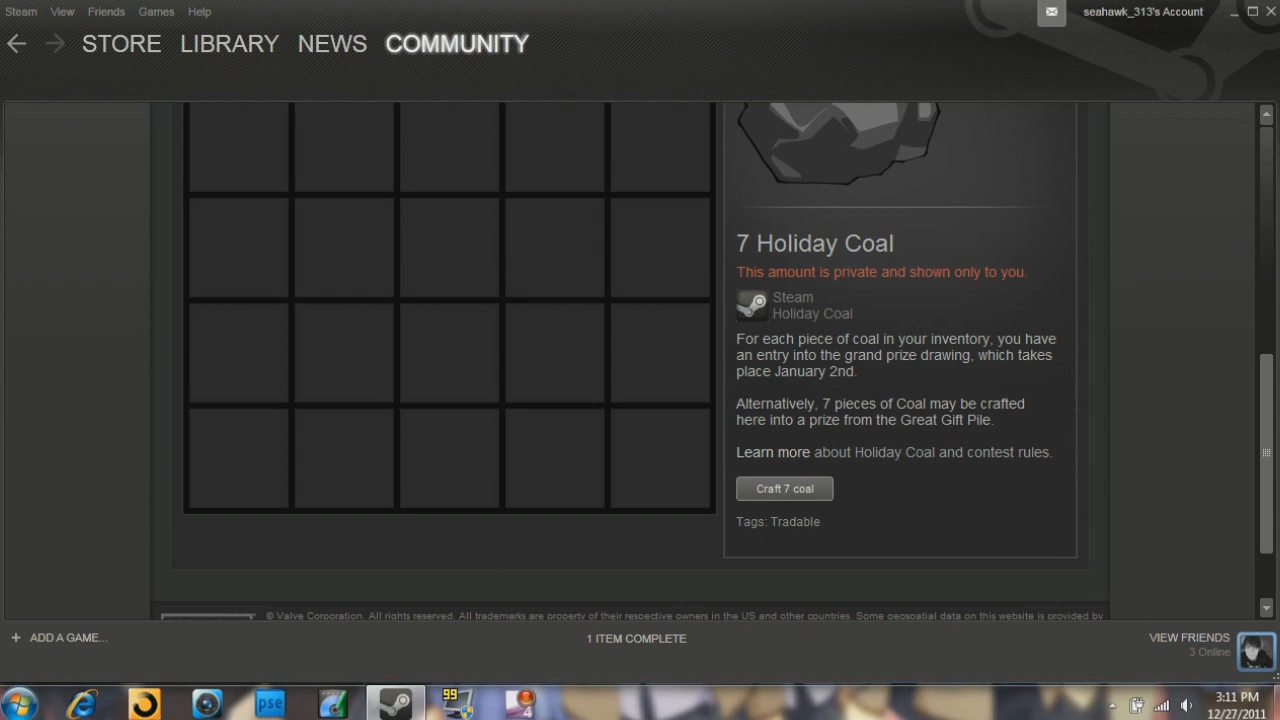 Steam View Friends Games Help
seahawk_313's Account
STORE LIBRARY NEWS COMMUNITY
7 Holiday Coal
This amount is private and shown only to you.
Steam
Holiday Coal
For each piece of coal in your inventory, you have
an entry into the grand prize drawing, which takes
place January 2nd.
Alternatively, 7 pieces of Coal may be crafted
here into a prize from the Great Gift Pile.
Learn more about Holiday Coal and contest rules.
Craft 7 coal
Tags: Tradable
© Valve Corporation. All rights reserved. All trademarks are property of their respective owners in the US and other countries. Some geospatial data on this website is provided by
+ ADD A GAME...
1 ITEM COMPLETE
VIEW FRIENDS
3 Online
pse
99
4
3:11 PM
12/27/2011